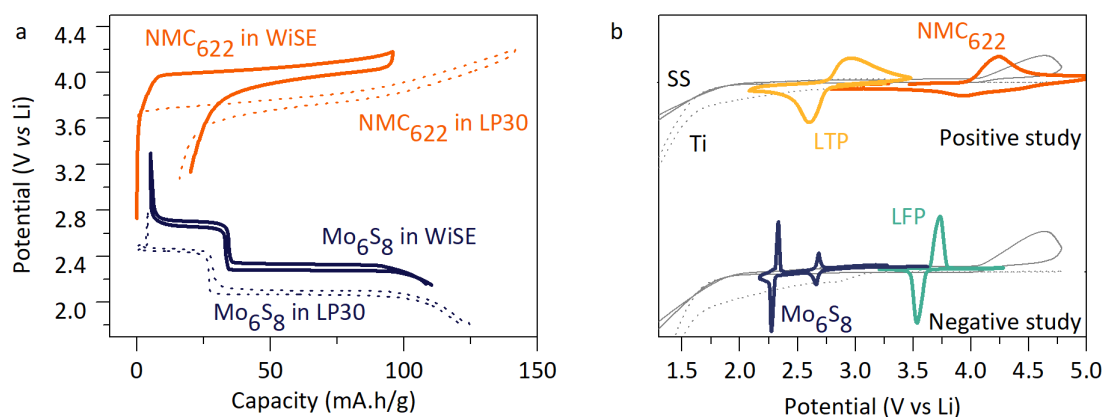 a
4.4
4.0
3.6
3.2
2.8
2.4
2.0
Potential (V vs Li)
NMC622 in WiSE
NMC622 in LP30
Mo6S8 in WiSE
Mo6S8 in LP30
0
50
100
150
Capacity (mA.h/g)
b
NMC622
SS
Ti
LTP
Positive study
LFP
Mo6S8
Negative study
1.5
2.0
2.5
3.0
3.5
4.0
4.5
5.0
Potential (V vs Li)